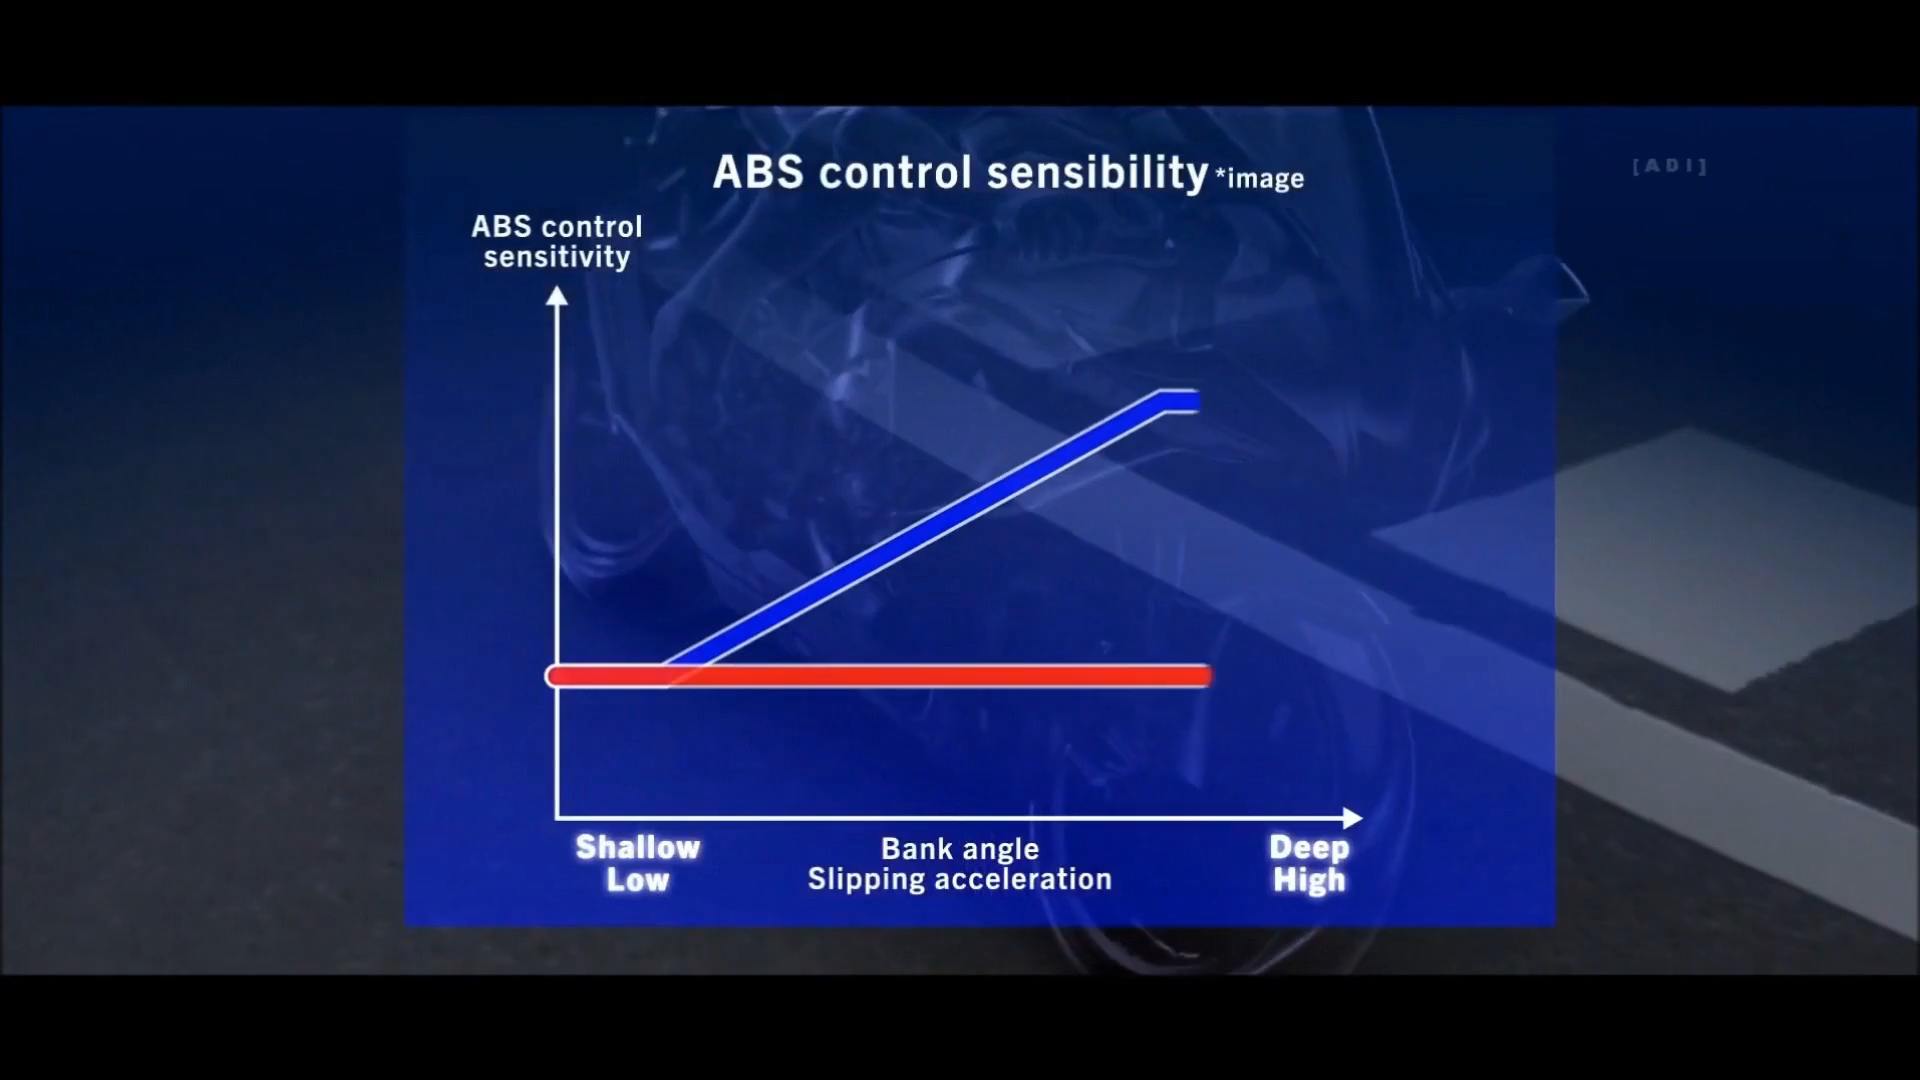 ABS control sensibility *image
[ADI]
ABS control
sensitivity
Shallow
Low
Bank angle
Slipping acceleration
Deep
High